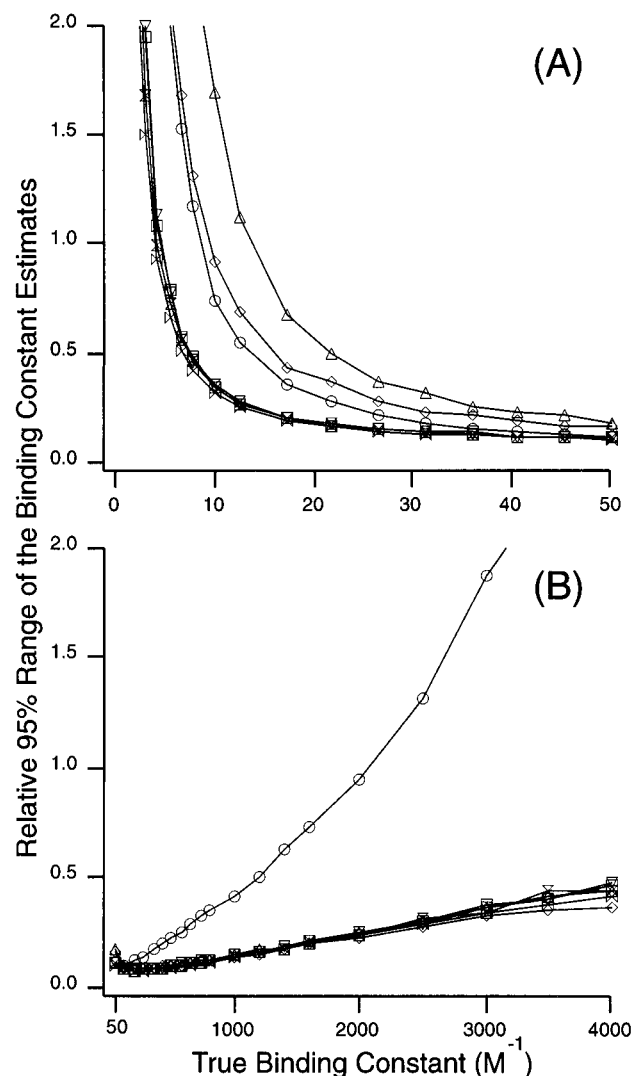 Relative 95% Range of the Binding Constant Estimates
(A)
2.0
1.5
1.0
0.5
0.0
0 10 20 30 40 50
(B)
2.0
1.5
1.0
0.5
0.0
50 1000 2000 3000 4000
True Binding Constant (M⁻¹)